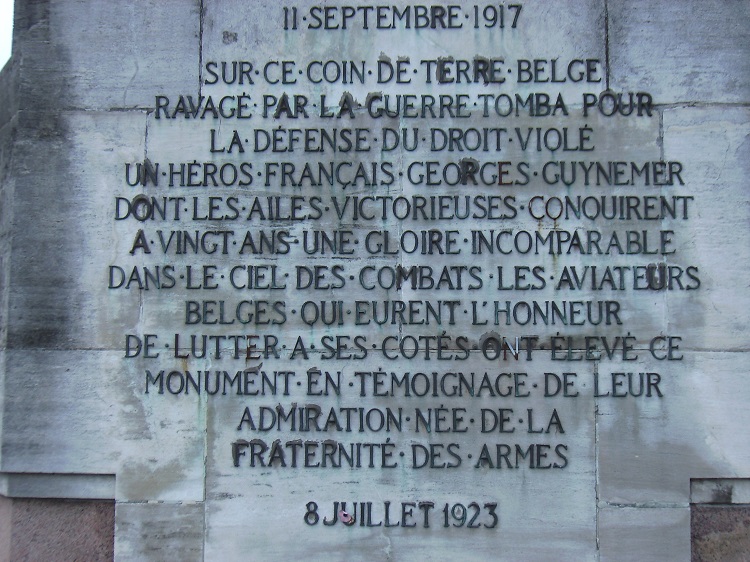 11·SEPTEMBRE·1917
SUR·CE·COIN·DE·TERRE·BELGE
RAVAGÉ·PAR·LA·GUERRE·TOMBA·POUR
LA·DÉFENSE·DU·DROIT·VIOLÉ
UN·HÉROS·FRANÇAIS·GEORGES·GUYNEMER
DONT·LES·AILES·VICTORIEUSES·CONQUIRENT
A·VINGT·ANS·UNE·GLOIRE·INCOMPARABLE
DANS·LE·CIEL·DES·COMBATS·LES·AVIATEURS
BELGES·QUI·EURENT·L'HONNEUR
DE·LUTTER·A·SES·COTÉS·ONT·ÉLEVÉ·CE
MONUMENT·EN·TÉMOIGNAGE·DE·LEUR
ADMIRATION·NÉE·DE·LA
FRATERNITÉ·DES·ARMES
8 JUILLET 1923